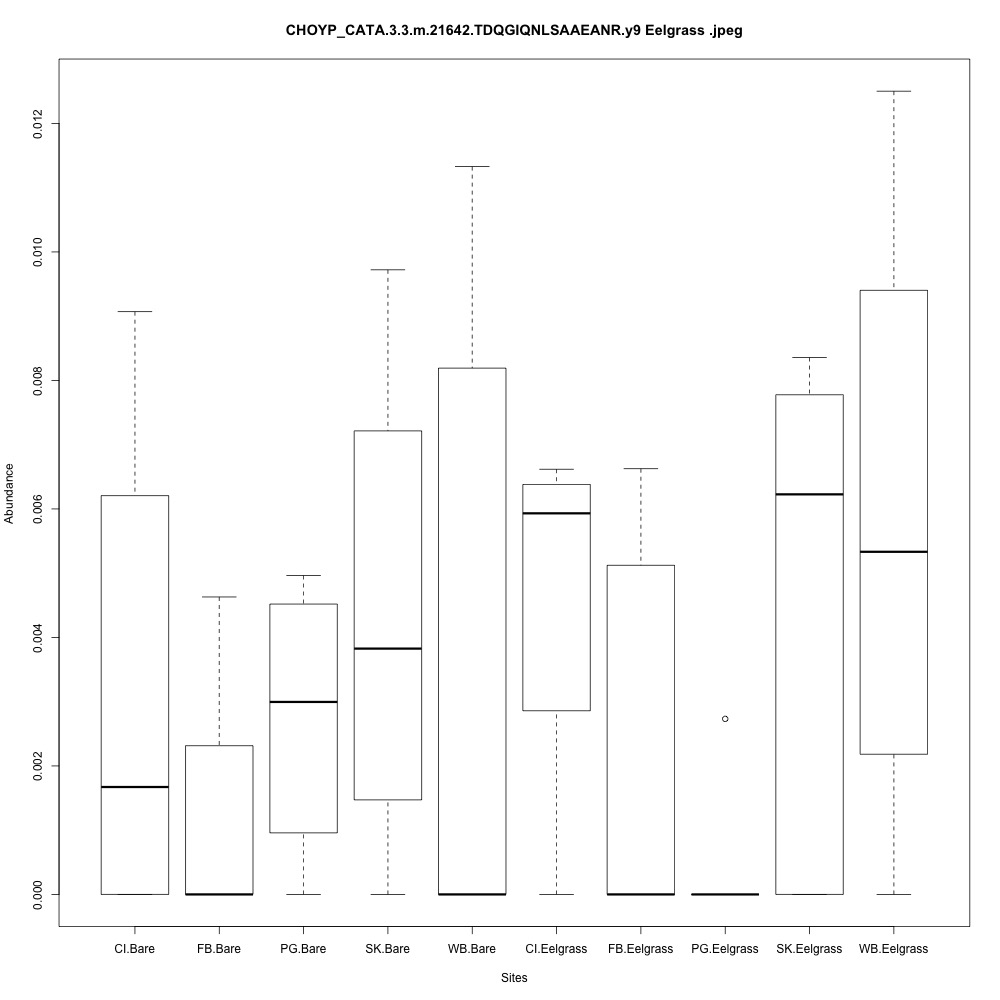 CHOYP_CATA.3.3.m.21642.TDQGIQNLSAAEANR.y9 Eelgrass .jpeg
0.012
0.010
0.008
0.006
0.004
0.002
0.000
Abundance
CI.Bare FB.Bare PG.Bare SK.Bare WB.Bare CI.Eelgrass FB.Eelgrass PG.Eelgrass SK.Eelgrass WB.Eelgrass
Sites